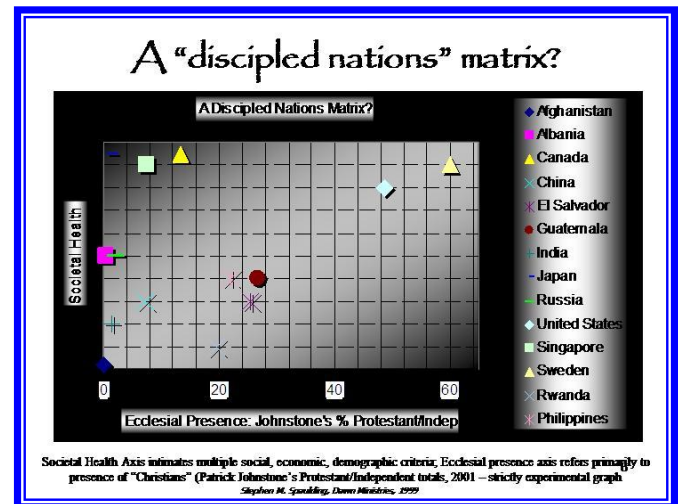 A “discipled nations” matrix?
A Discipled Nations Matrix?
Societal Health
Afghanistan
Albania
Canada
China
El Salvador
Guatemala
India
Japan
Russia
United States
Singapore
Sweden
Rwanda
Philippines
0 20 40 60
Ecclesial Presence: Johnstone's % Protestant/Indep
Societal Health Axis intimates multiple social, economic, demographic criteria; Ecclesial presence axis refers primarily to
presence of “Christians” (Patrick Johnstone's Protestant/Independent totals, 2001 – strictly experimental graph
Stephen M. Spaulding, Dawn Ministries, 1999